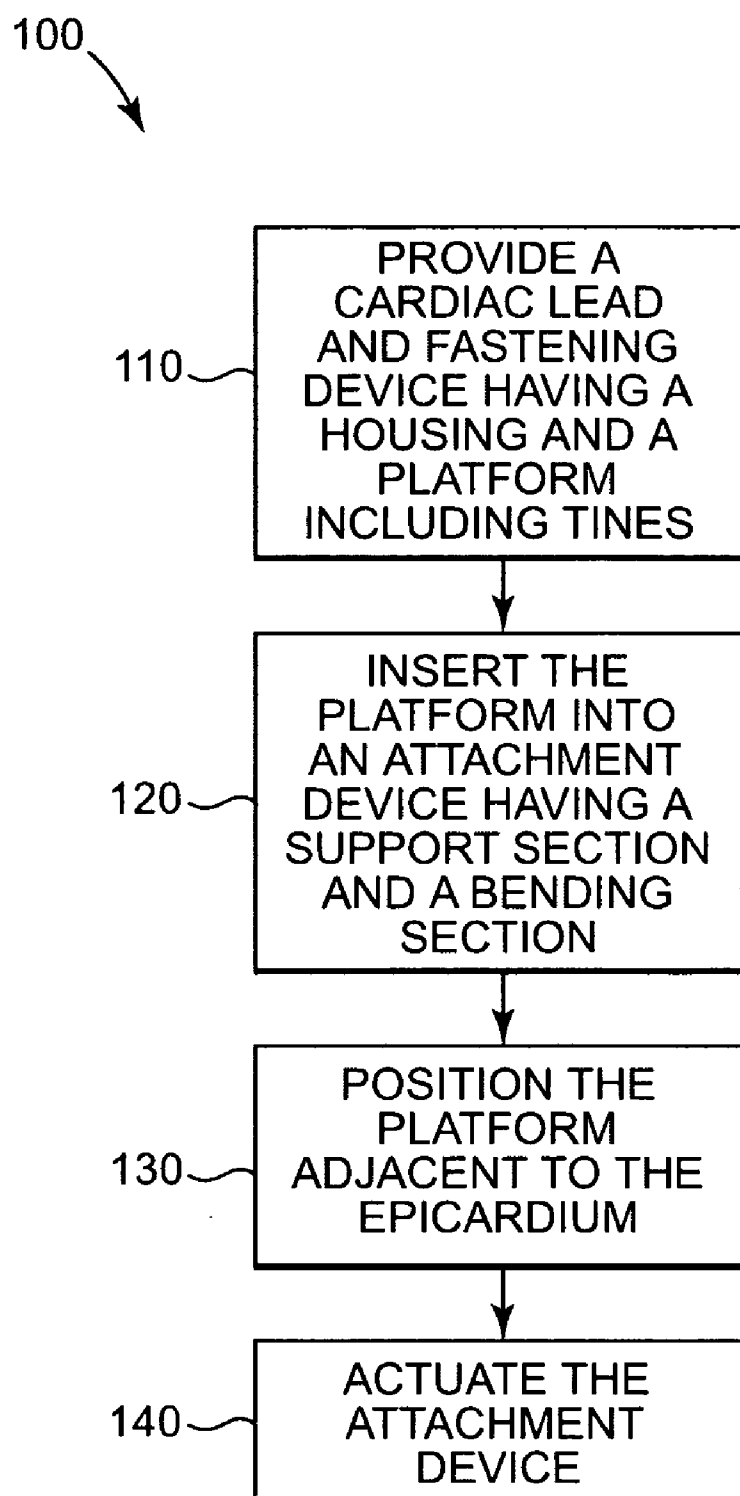 100
PROVIDE A
CARDIAC LEAD
AND FASTENING
110 DEVICE HAVING A
HOUSING AND A
PLATFORM
INCLUDING TINES
INSERT THE
PLATFORM INTO
AN ATTACHMENT
120 DEVICE HAVING A
SUPPORT SECTION
AND A BENDING
SECTION
POSITION THE
PLATFORM
130 ADJACENT TO THE
EPICARDIUM
ACTUATE THE
140 ATTACHMENT
DEVICE